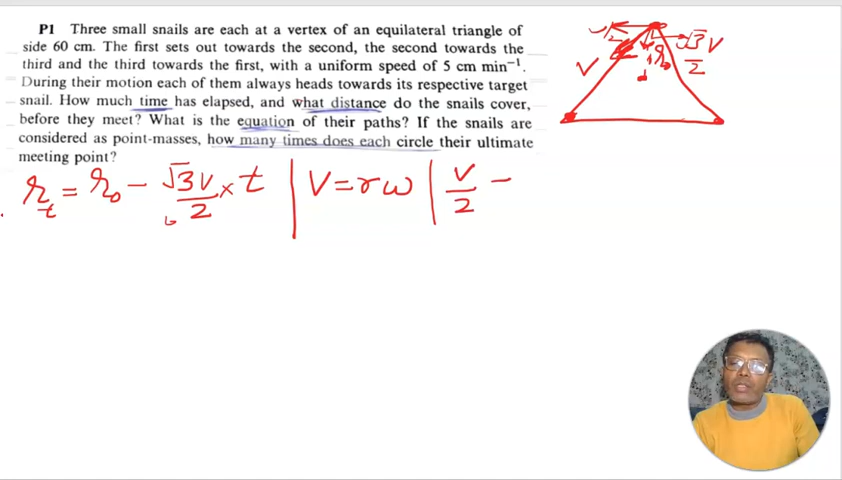 P1 Three small snails are each at a vertex of an equilateral triangle of
side 60 cm. The first sets out towards the second, the second towards the
third and the third towards the first, with a uniform speed of 5 cm min⁻¹.
During their motion each of them always heads towards its respective target
snail. How much time has elapsed, and what distance do the snails cover,
before they meet? What is the equation of their paths? If the snails are
considered as point-masses, how many times does each circle their ultimate
meeting point?
V
√3V/2
r_t = r_0 - √3V/2 × t | V = rω | V/2 -